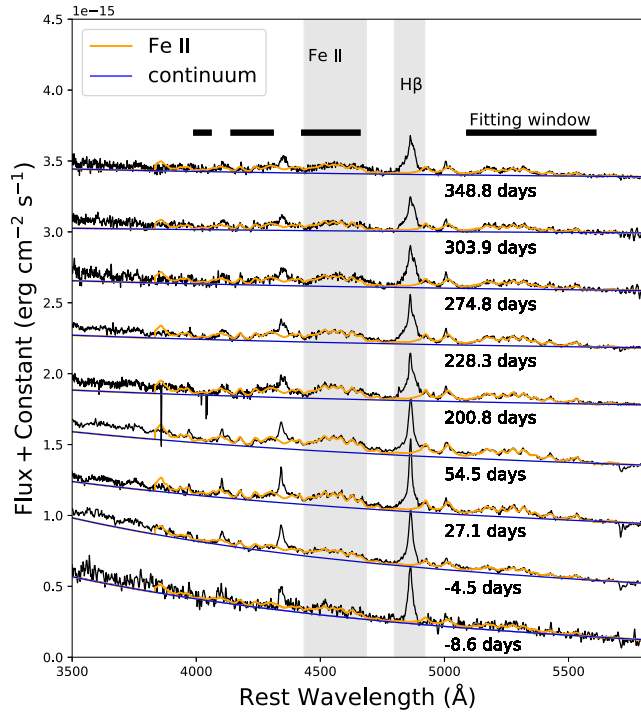 1e-15
4.5
4.0
3.5
3.0
2.5
2.0
1.5
1.0
0.5
0.0
Flux + Constant (erg cm⁻² s⁻¹)
Fe II
continuum
Fe II
Hβ
Fitting window
348.8 days
303.9 days
274.8 days
228.3 days
200.8 days
54.5 days
27.1 days
-4.5 days
-8.6 days
3500 4000 4500 5000 5500
Rest Wavelength (Å)